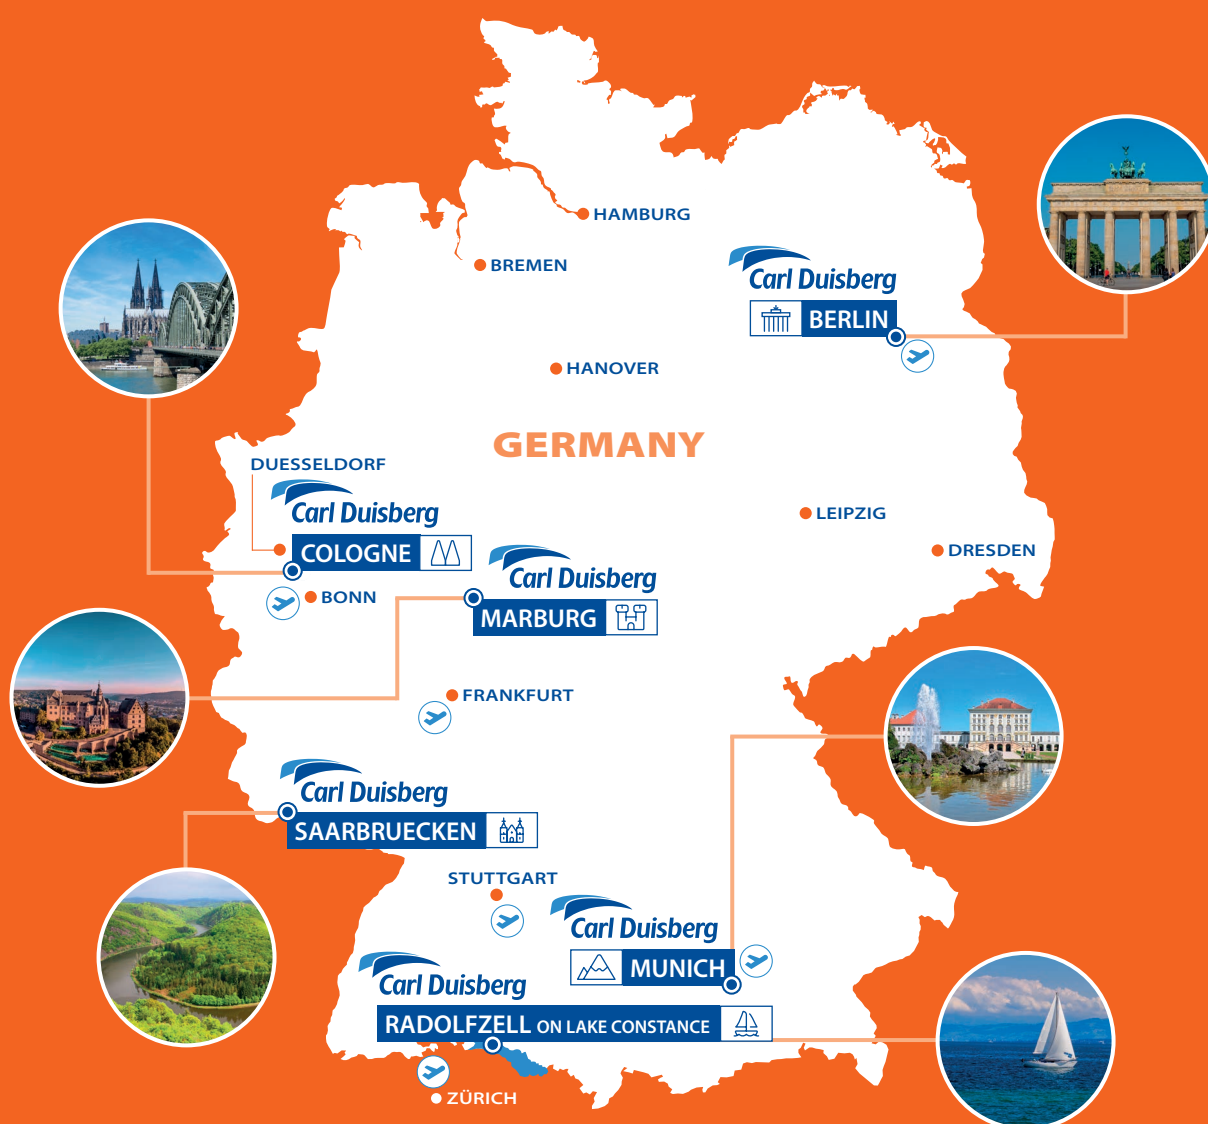 HAMBURG
BREMEN
Carl Duisberg
BERLIN
HANOVER
GERMANY
DUESSELDORF
Carl Duisberg
COLOGNE
LEIPZIG
DRESDEN
Carl Duisberg
MARBURG
BONN
FRANKFURT
Carl Duisberg
SAARBRUECKEN
STUTTGART
Carl Duisberg
MUNICH
Carl Duisberg
RADOLFZELL ON LAKE CONSTANCE
ZÜRICH